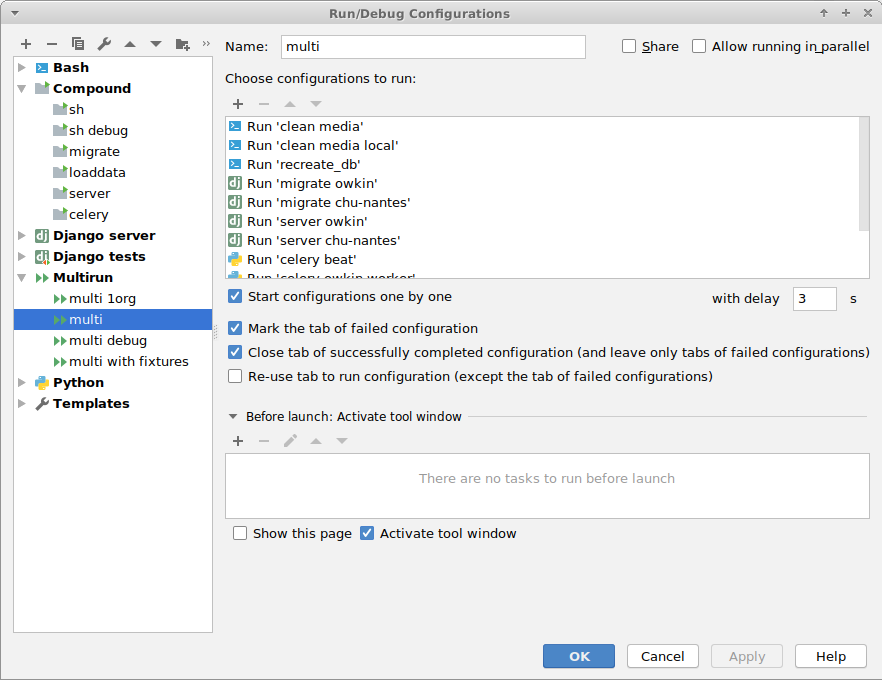 Run/Debug Configurations
Bash
Compound
sh
sh debug
migrate
loaddata
server
celery
Django server
Django tests
Multirun
multi 1org
multi
multi debug
multi with fixtures
Python
Templates
Name: multi Share Allow running in parallel
Choose configurations to run:
Run 'clean media'
Run 'clean media local'
Run 'recreate_db'
Run 'migrate owkin'
Run 'migrate chu-nantes'
Run 'server owkin'
Run 'server chu-nantes'
Run 'celery beat'
Run 'celery owkin worker'
Start configurations one by one with delay 3 s
Mark the tab of failed configuration
Close tab of successfully completed configuration (and leave only tabs of failed configurations)
Re-use tab to run configuration (except the tab of failed configurations)
Before launch: Activate tool window
There are no tasks to run before launch
Show this page Activate tool window
OK Cancel Apply Help